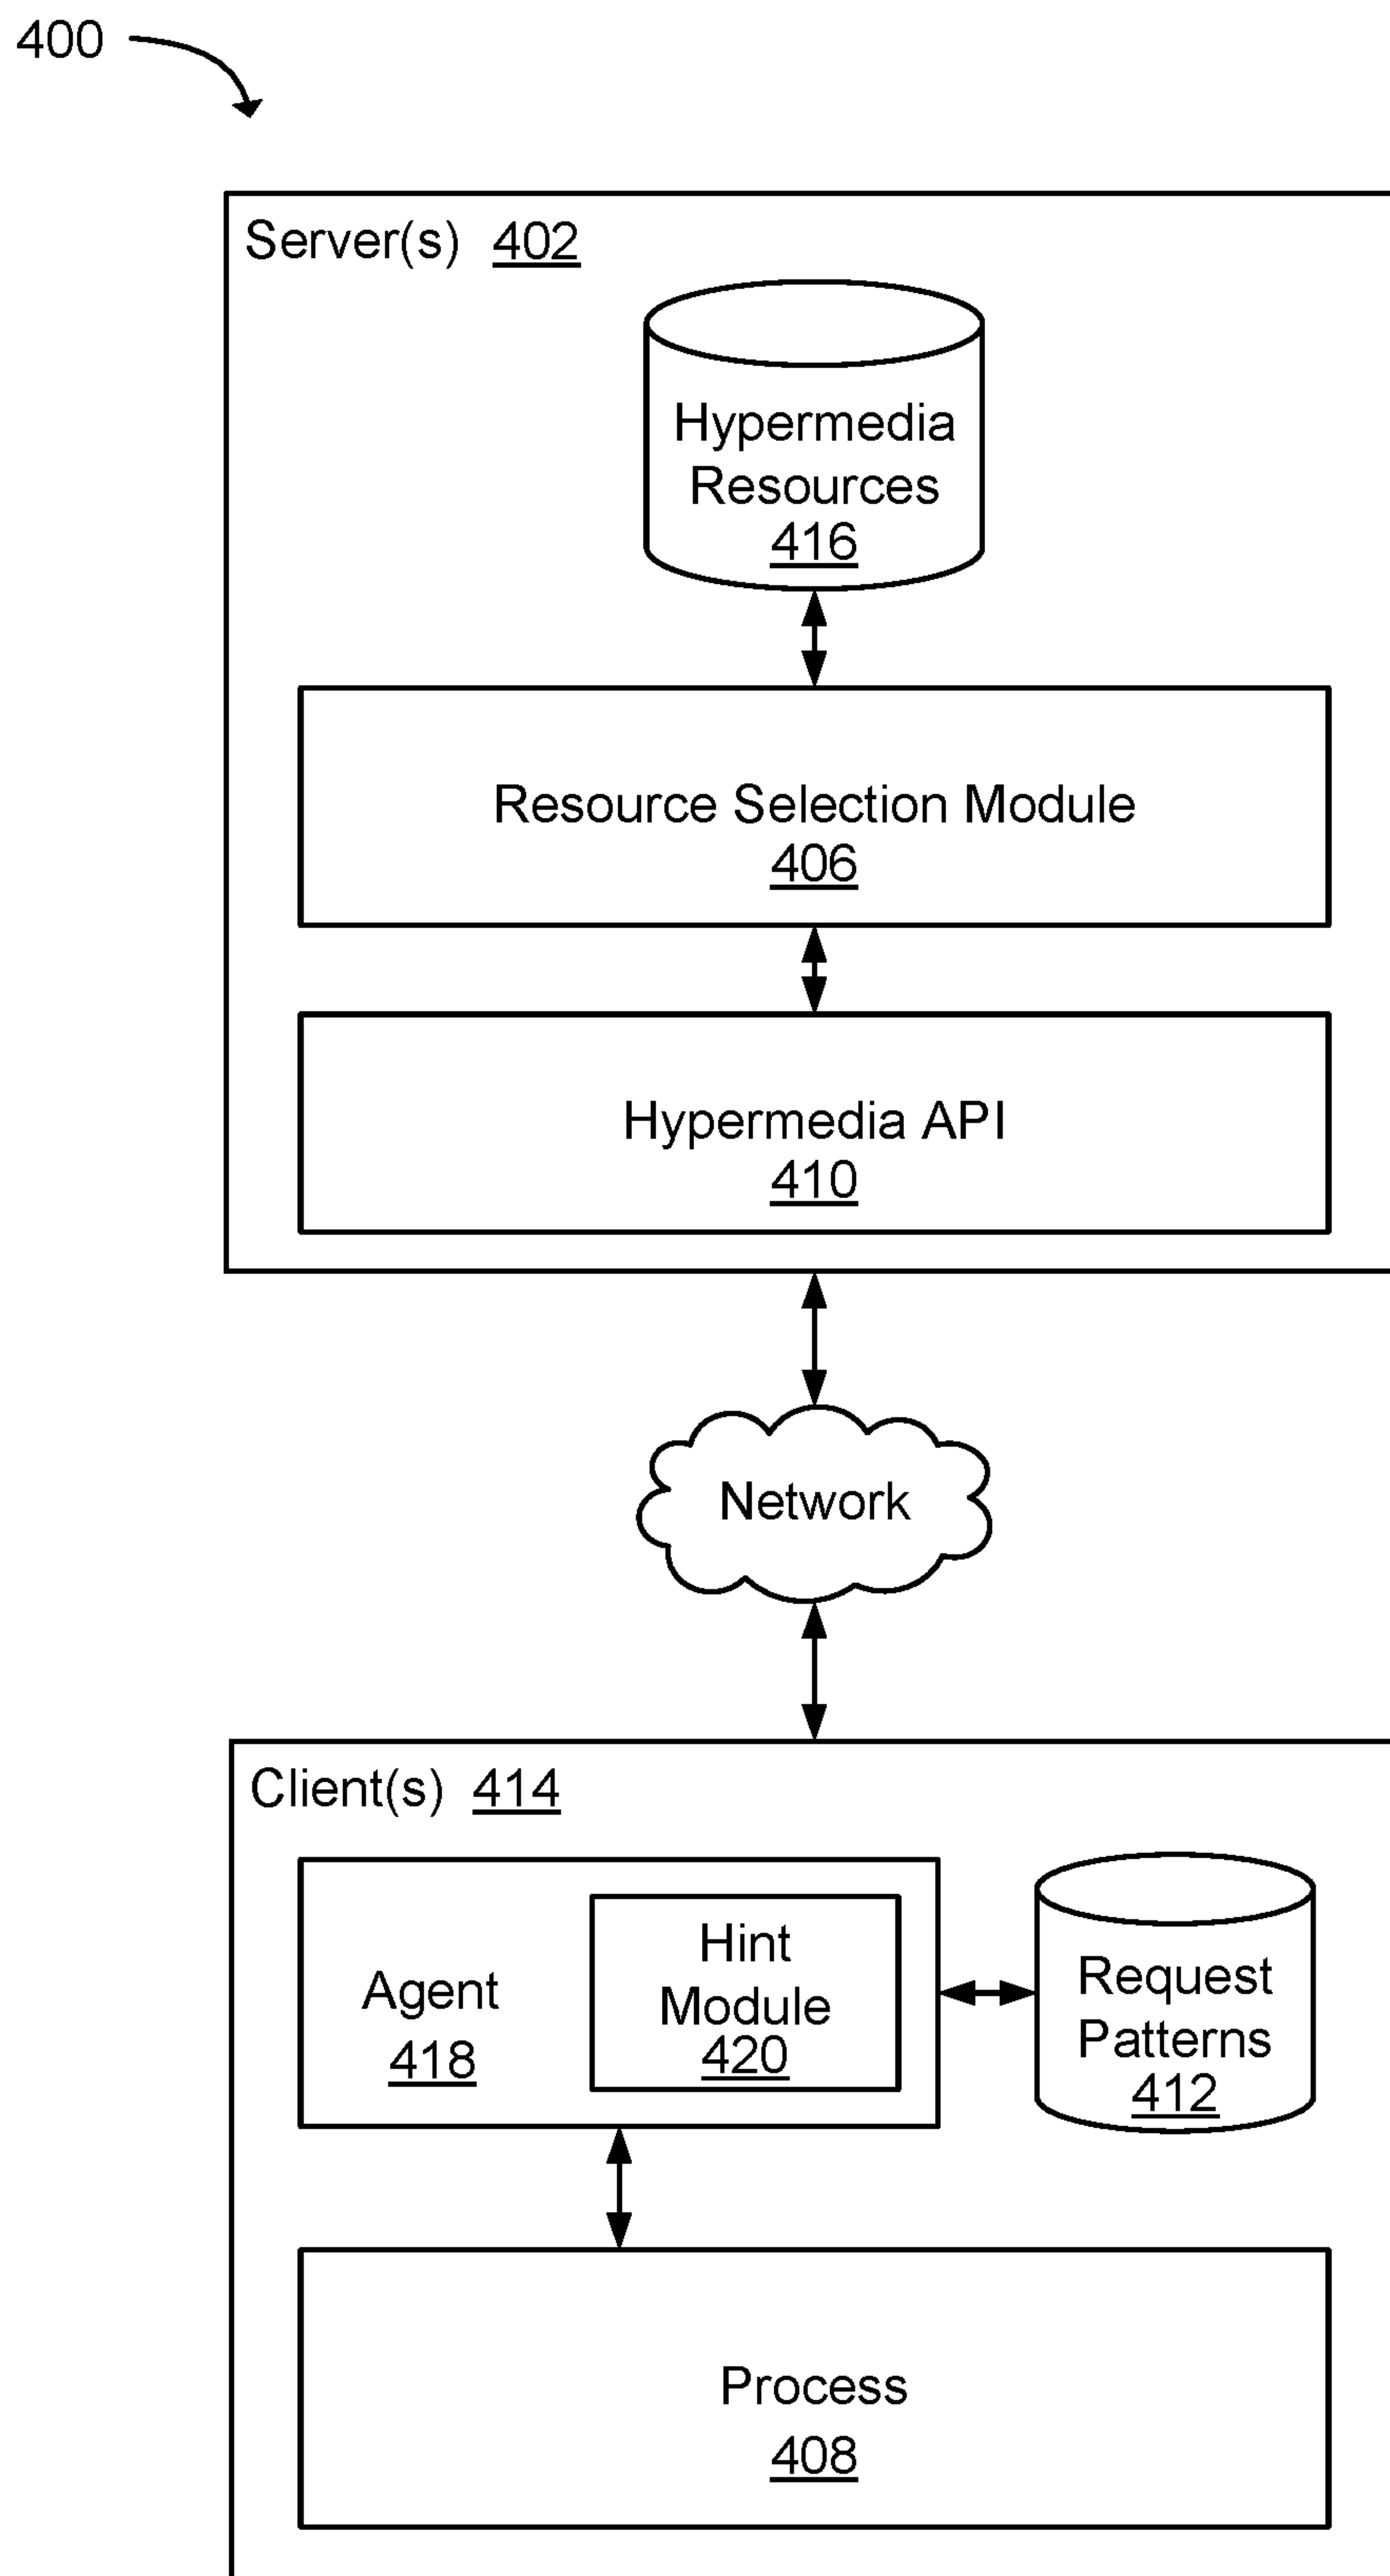 400
Server(s) 402
Hypermedia
Resources
416
Resource Selection Module
406
Hypermedia API
410
Network
Client(s) 414
Agent
418
Hint
Module
420
Request
Patterns
412
Process
408